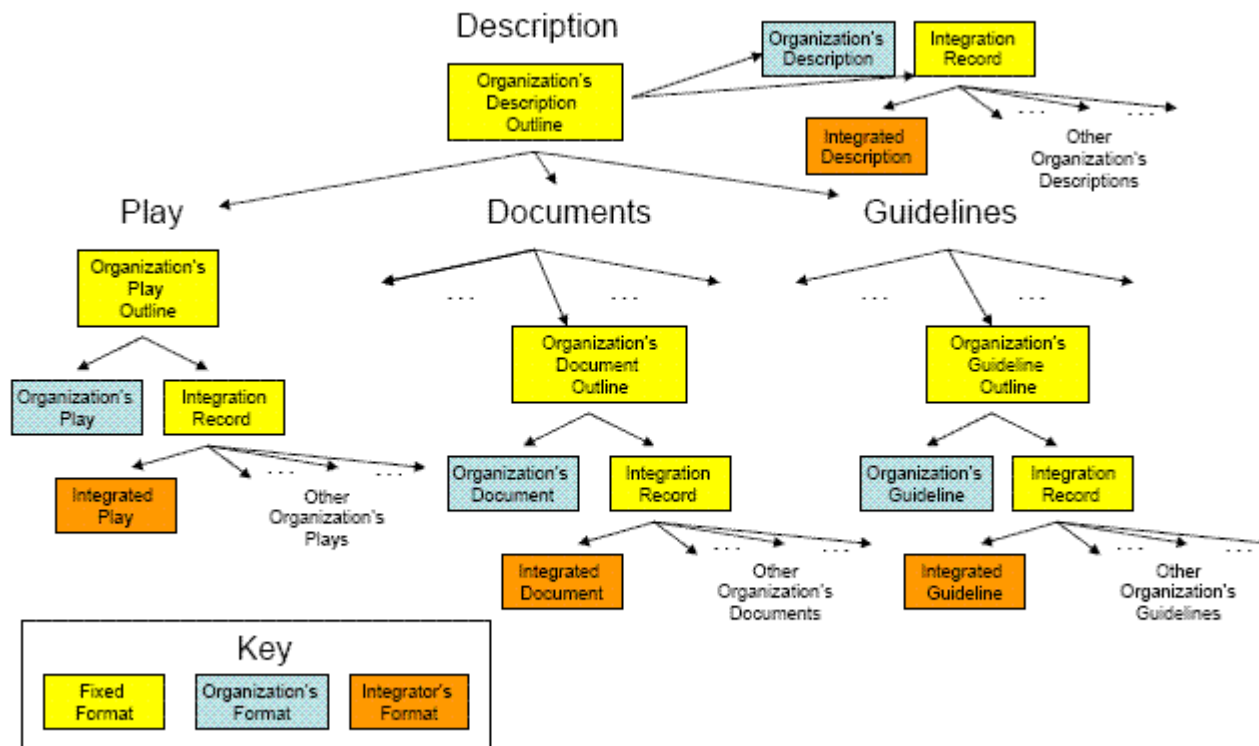 Description
Organization's
Description
Outline
Organization's
Description
Integration
Record
Integrated
Description
... ...
Other
Organization's
Descriptions
Play
Organization's
Play
Outline
Organization's
Play
Integration
Record
Integrated
Play
... ...
Other
Organization's
Plays
Documents
... ...
Organization's
Document
Outline
Organization's
Document
Integration
Record
Integrated
Document
... ...
Other
Organization's
Documents
Guidelines
... ...
Organization's
Guideline
Outline
Organization's
Guideline
Integration
Record
Integrated
Guideline
... ...
Other
Organization's
Guidelines
Key
Fixed
Format
Organization's
Format
Integrator's
Format